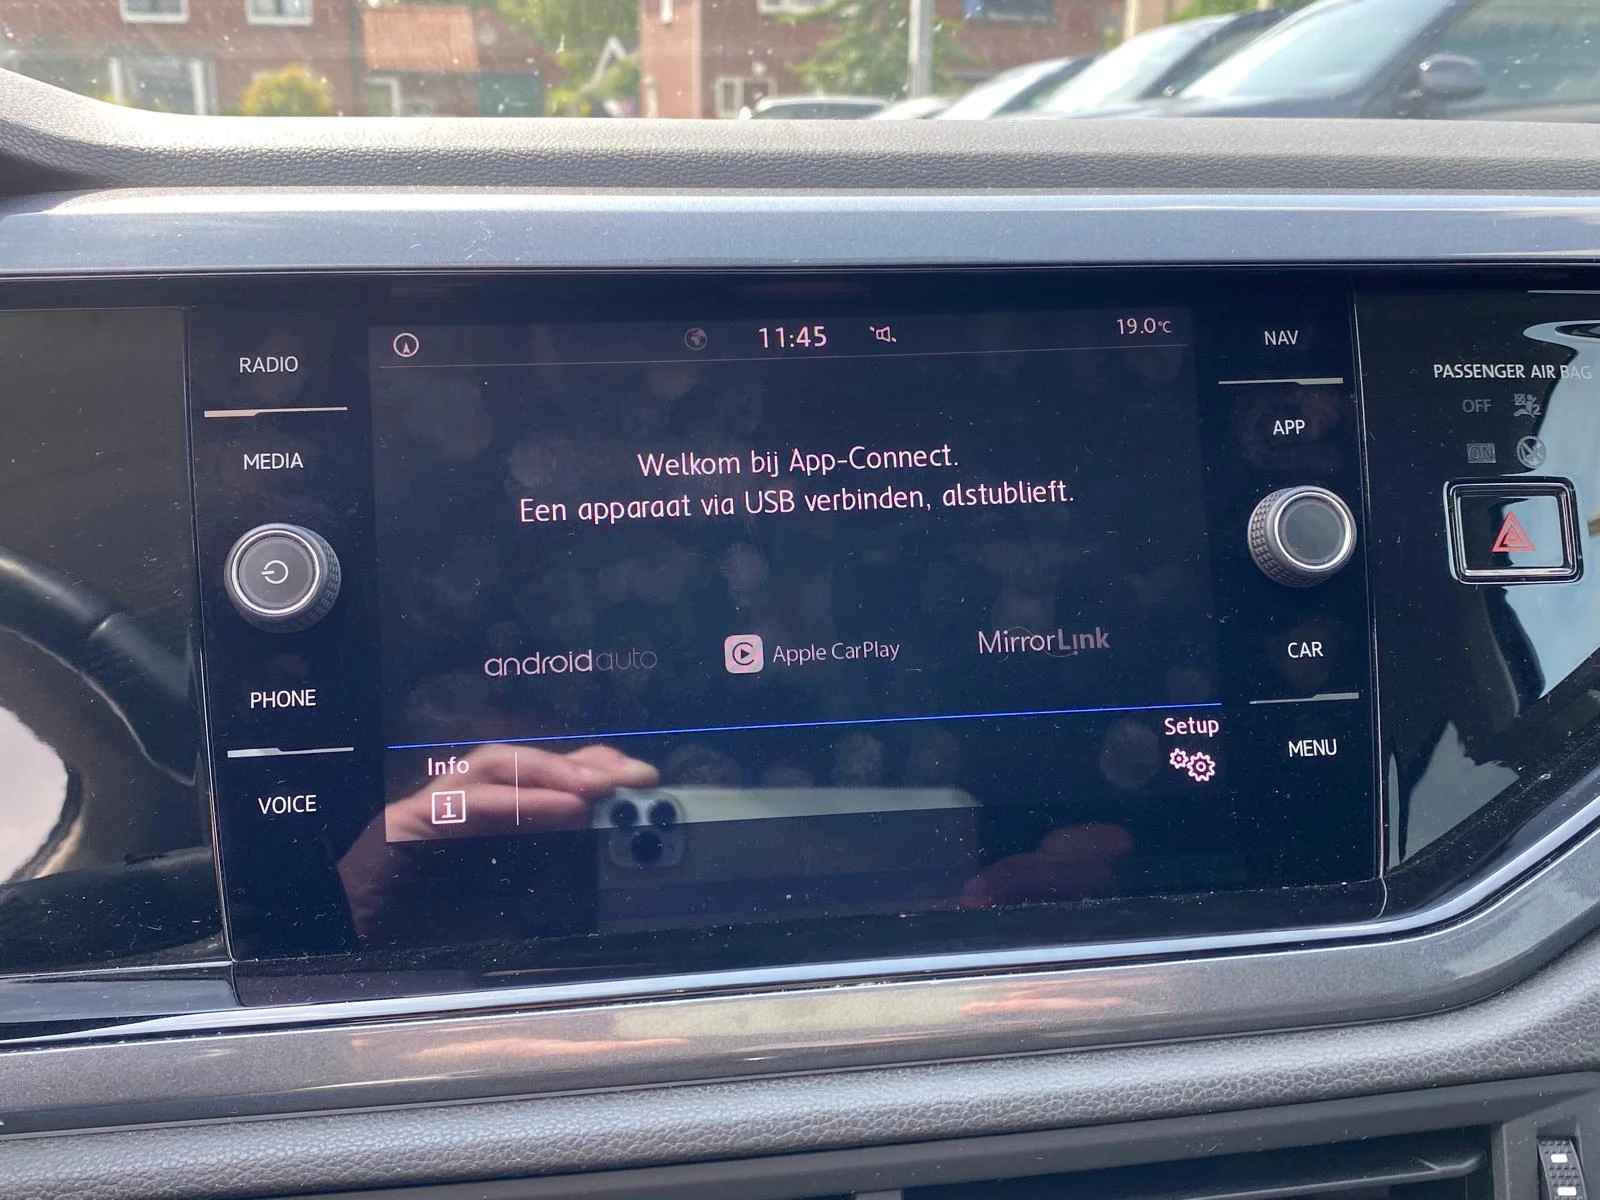 RADIO
MEDIA
PHONE
VOICE
11:45
19.0°C
Welkom bij App-Connect.
Een apparaat via USB verbinden, alstublieft.
androidauto
Apple CarPlay
MirrorLink
Info
i
Setup
NAV
APP
CAR
MENU
PASSENGER AIR BAG
OFF
ON